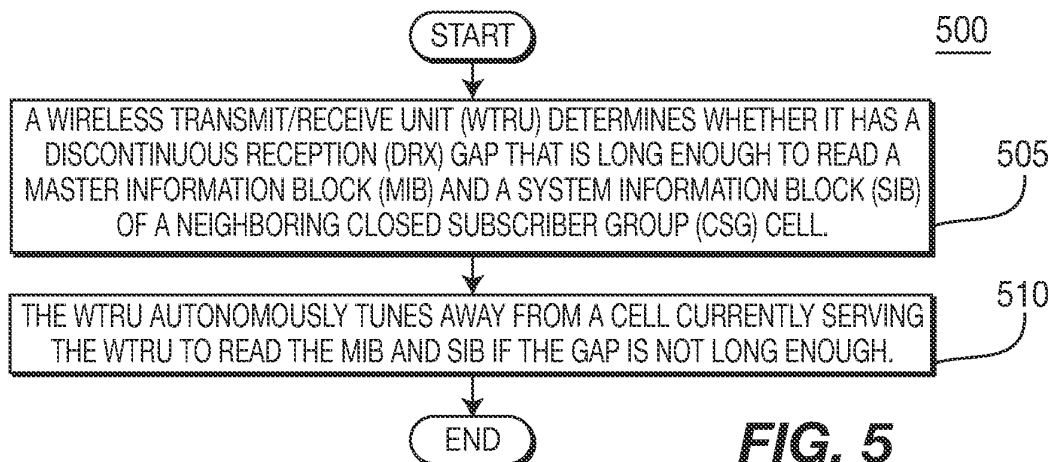 START
500
A WIRELESS TRANSMIT/RECEIVE UNIT (WTRU) DETERMINES WHETHER IT HAS A
DISCONTINUOUS RECEPTION (DRX) GAP THAT IS LONG ENOUGH TO READ A
MASTER INFORMATION BLOCK (MIB) AND A SYSTEM INFORMATION BLOCK (SIB)
OF A NEIGHBORING CLOSED SUBSCRIBER GROUP (CSG) CELL.
505
THE WTRU AUTONOMOUSLY TUNES AWAY FROM A CELL CURRENTLY SERVING
THE WTRU TO READ THE MIB AND SIB IF THE GAP IS NOT LONG ENOUGH.
510
END
FIG. 5